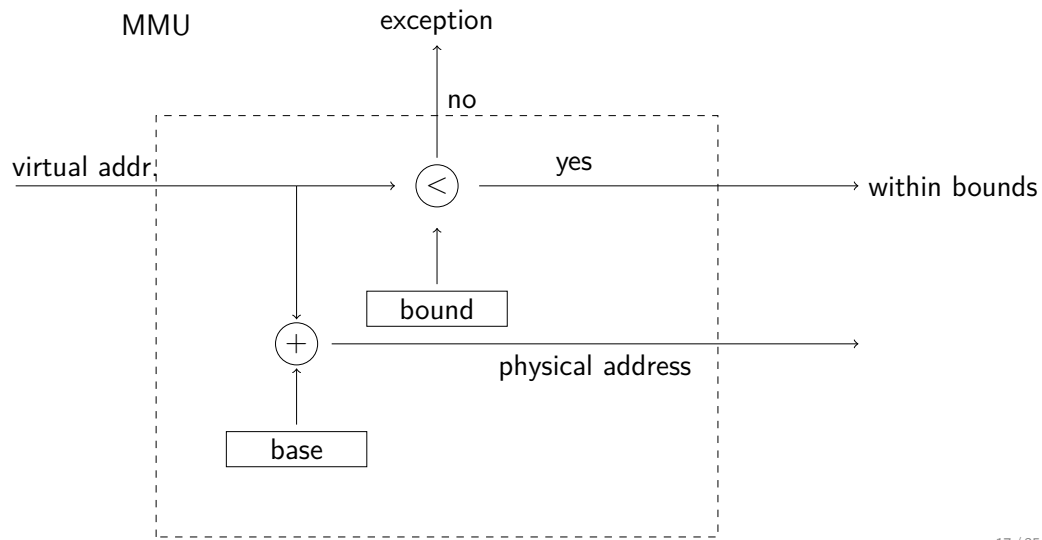 MMU
exception
no
virtual addr.
yes
<
within bounds
bound
+
physical address
base